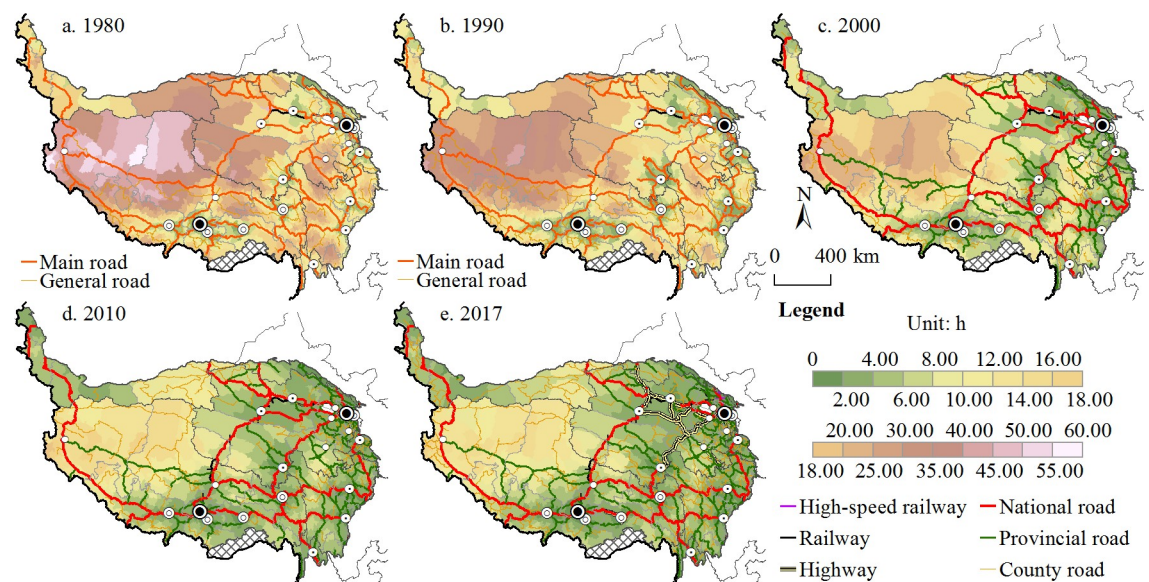 a. 1980
b. 1990
c. 2000
Main road
General road
Main road
General road
N
0 400 km
d. 2010
e. 2017
Legend
Unit: h
0 4.00 8.00 12.00 16.00
2.00 6.00 10.00 14.00 18.00
20.00 30.00 40.00 50.00 60.00
18.00 25.00 35.00 45.00 55.00
High-speed railway
National road
Railway
Provincial road
Highway
County road